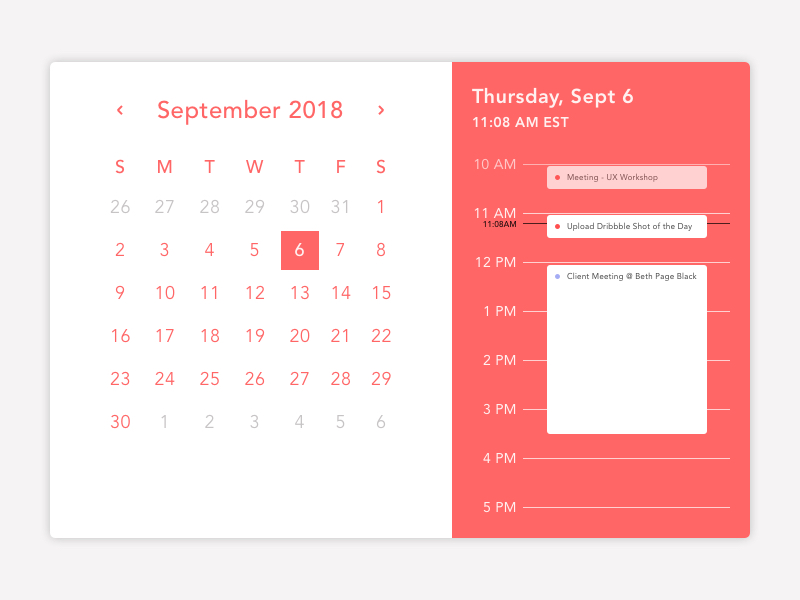 ‹ September 2018 ›
S M T W T F S
26 27 28 29 30 31 1
2 3 4 5 6 7 8
9 10 11 12 13 14 15
16 17 18 19 20 21 22
23 24 25 26 27 28 29
30 1 2 3 4 5 6
Thursday, Sept 6
11:08 AM EST
10 AM
Meeting - UX Workshop
11 AM
11:08AM
Upload Dribbble Shot of the Day
12 PM
Client Meeting @ Beth Page Black
1 PM
2 PM
3 PM
4 PM
5 PM